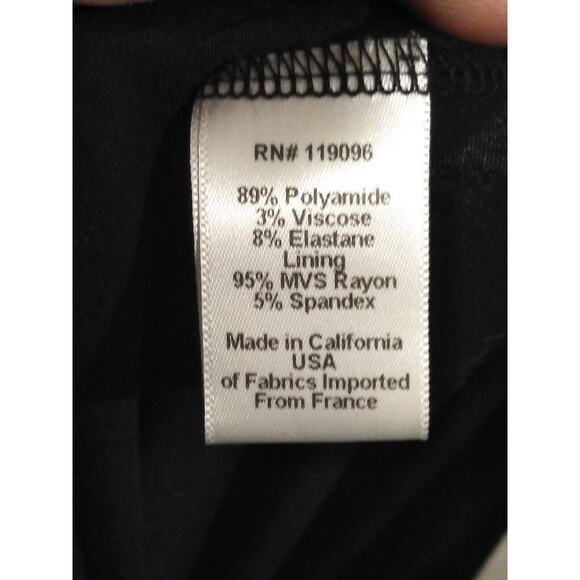 RN# 119096
89% Polyamide
3% Viscose
8% Elastane
Lining
95% MVS Rayon
5% Spandex
Made in California
USA
of Fabrics Imported
From France